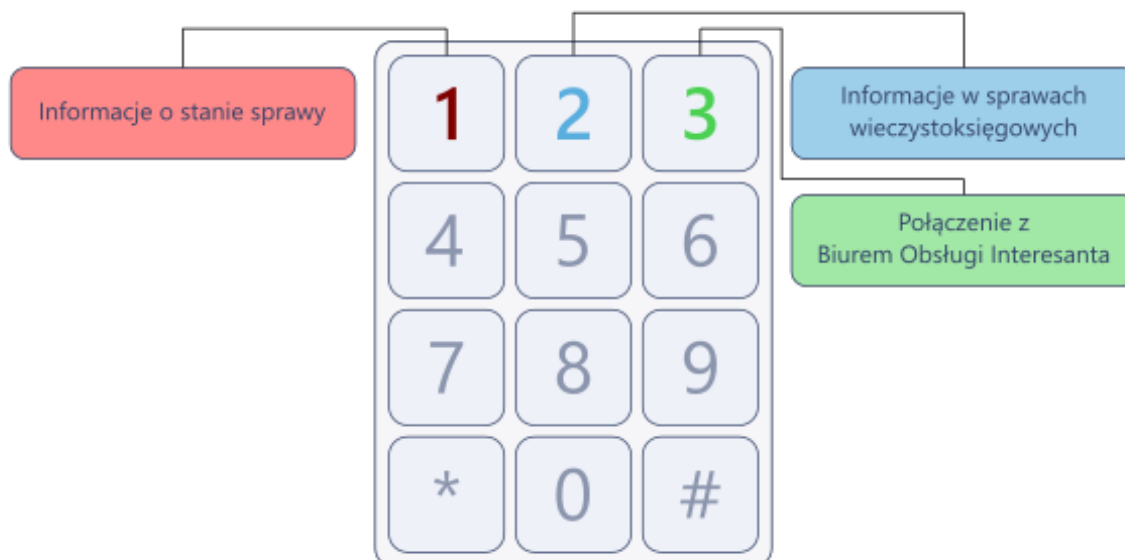 Informacje o stanie sprawy
1 2 3
Informacje w sprawach
wieczystoksięgowych
4 5 6
Połączenie z
Biurem Obsługi Interesanta
7 8 9
* 0 #